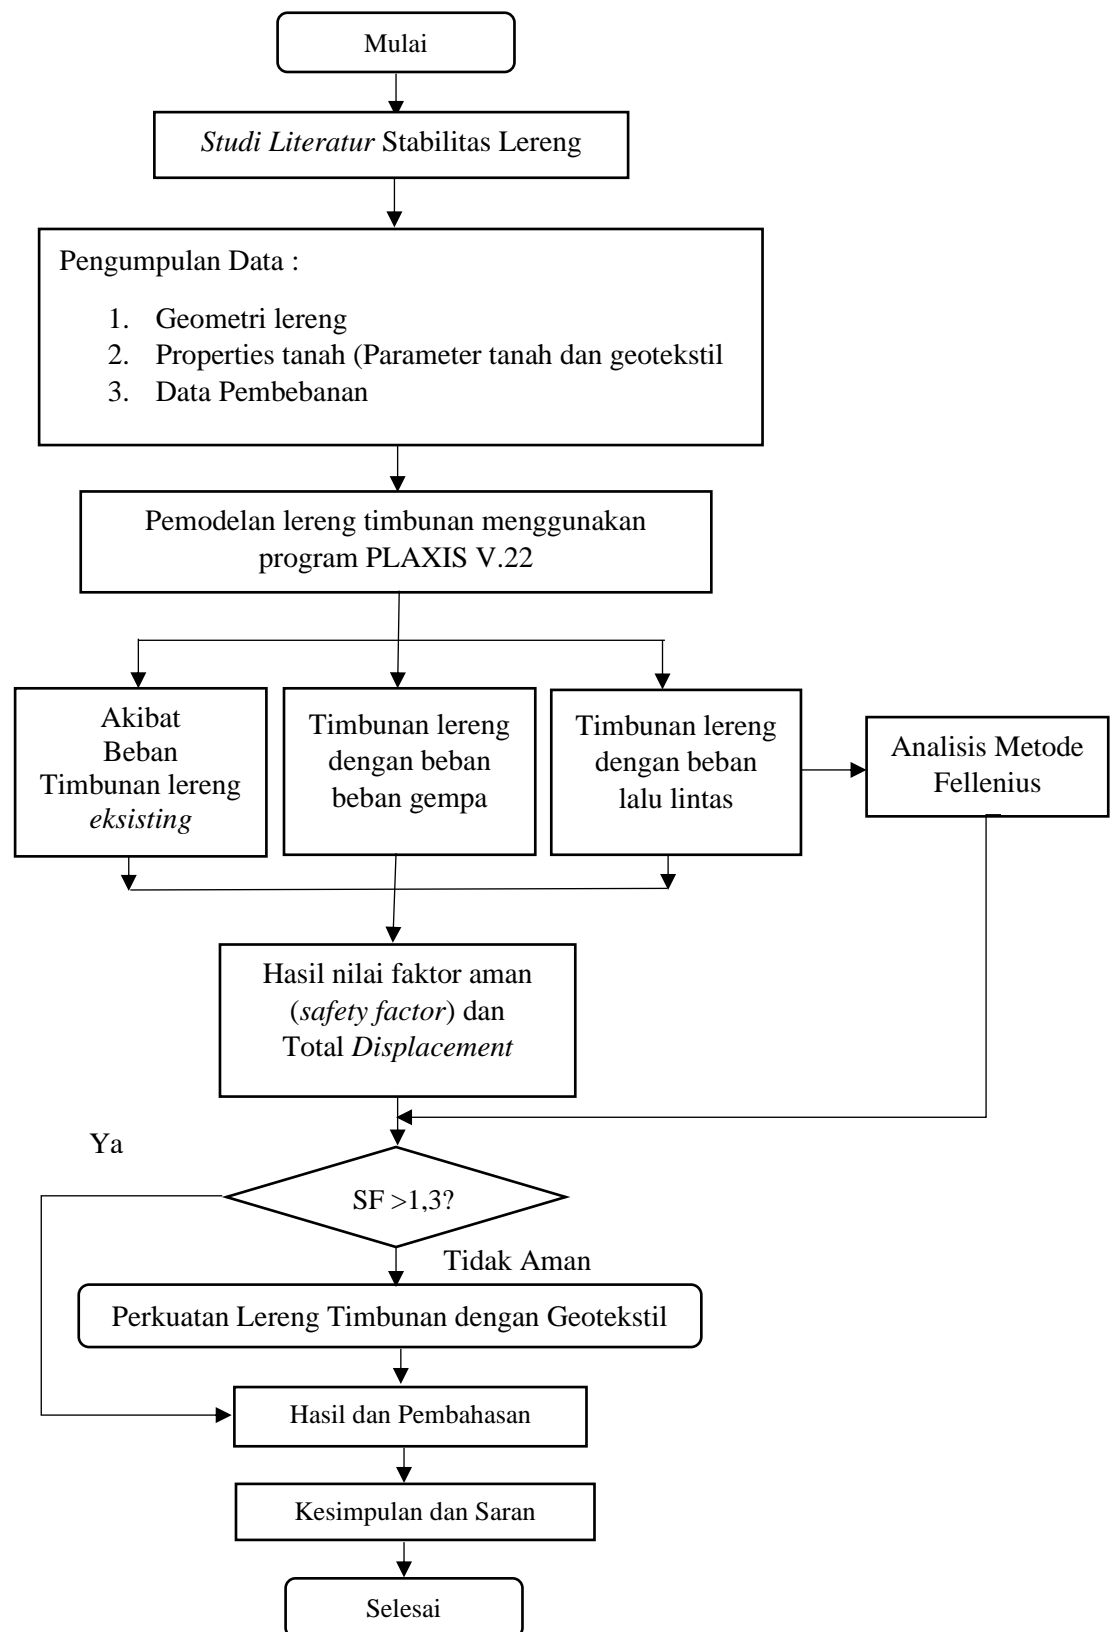 Mulai
Studi Literatur Stabilitas Lereng
Pengumpulan Data :
1. Geometri lereng
2. Properties tanah (Parameter tanah dan geotekstil
3. Data Pembebanan
Pemodelan lereng timbunan menggunakan
program PLAXIS V.22
Akibat
Beban
Timbunan lereng
eksisting
Timbunan lereng
dengan beban
beban gempa
Timbunan lereng
dengan beban
lalu lintas
Analisis Metode
Fellenius
Hasil nilai faktor aman
(safety factor) dan
Total Displacement
Ya
SF >1,3?
Tidak Aman
Perkuatan Lereng Timbunan dengan Geotekstil
Hasil dan Pembahasan
Kesimpulan dan Saran
Selesai